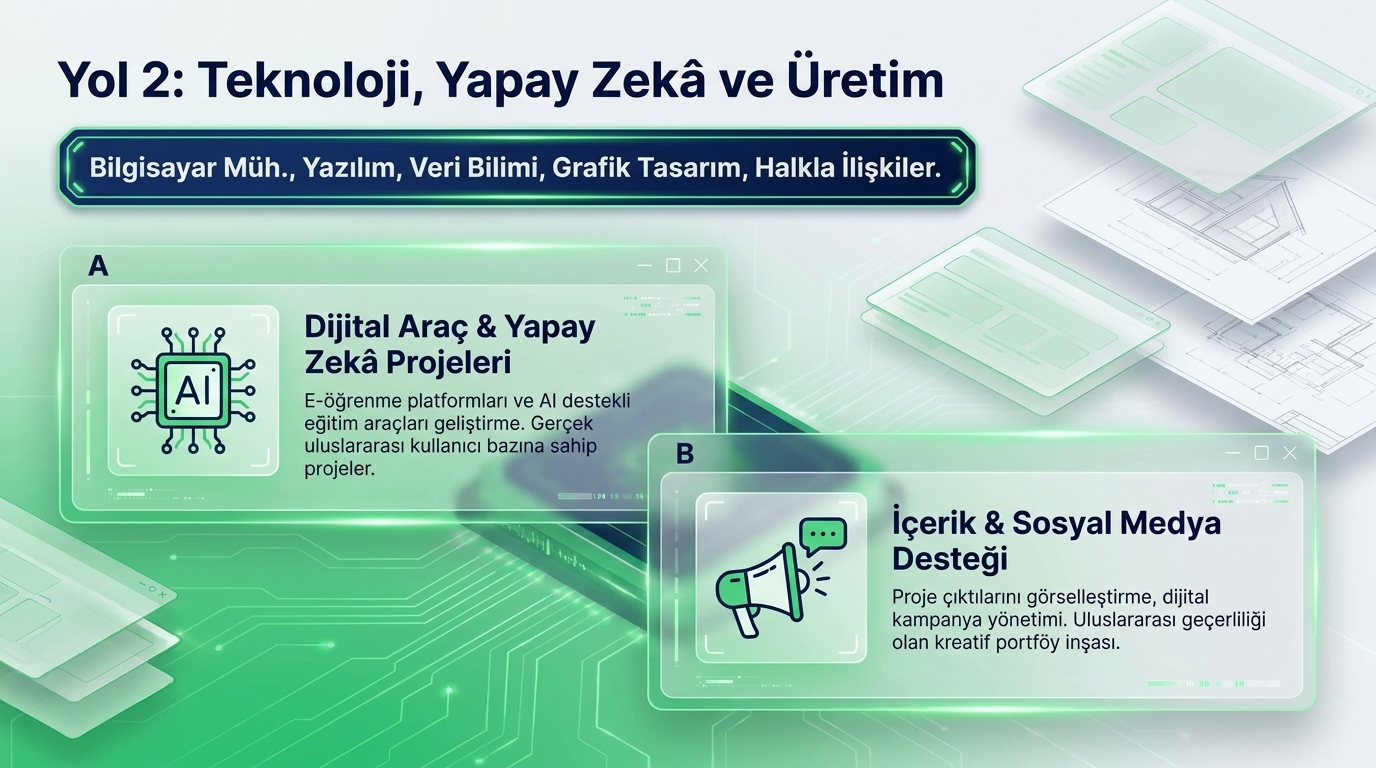 Yol 2: Teknoloji, Yapay Zekâ ve Üretim
Bilgisayar Müh., Yazılım, Veri Bilimi, Grafik Tasarım, Halkla İlişkiler.
A
AI
Dijital Araç & Yapay
Zekâ Projeleri
E-öğrenme platformları ve AI destekli
eğitim araçları geliştirme. Gerçek
uluslararası kullanıcı bazına sahip
projeler.
B
İçerik & Sosyal Medya
Desteği
Proje çıktılarını görselleştirme, dijital
kampanya yönetimi. Uluslararası geçerliliği
olan kreatif portföy inşası.